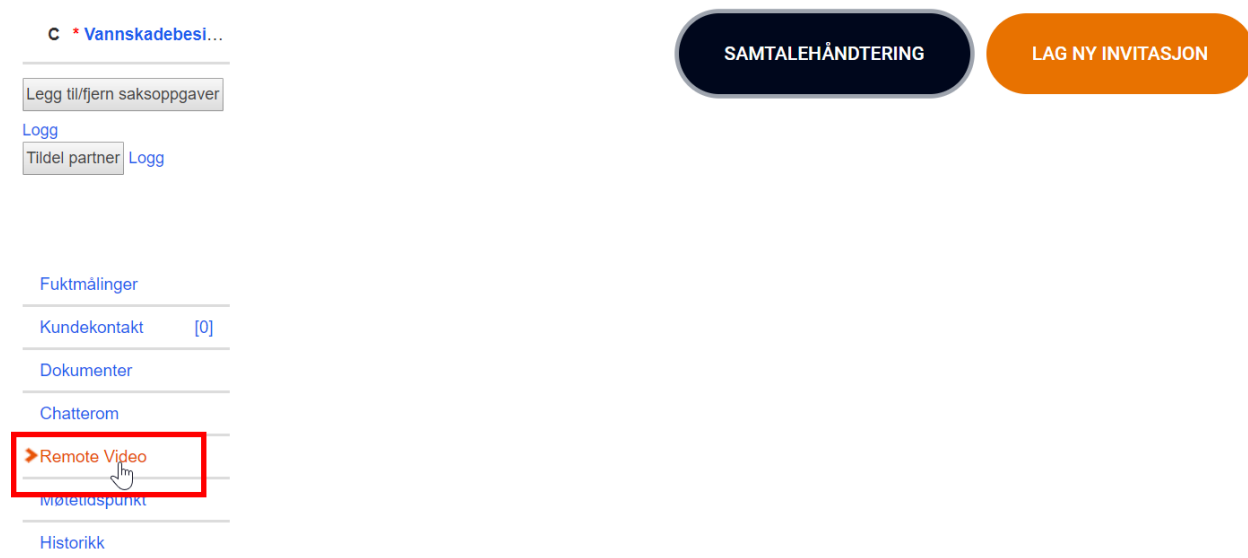 C * Vannskadebesi...
SAMTALEHÅNDTERING
LAG NY INVITASJON
Legg til/fjern saksoppgaver
Logg
Tildel partner Logg
Fuktmålinger
Kundekontakt [0]
Dokumenter
Chatterom
Remote Video
Møtetidspunkt
Historikk